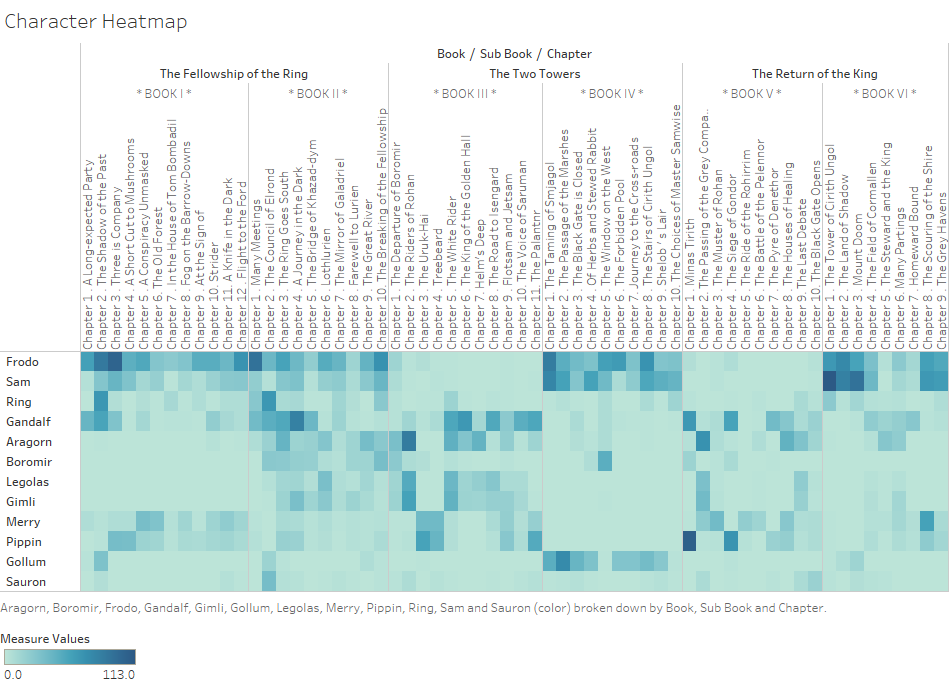 Character Heatmap
Book / Sub Book / Chapter
The Fellowship of the Ring
The Two Towers
The Return of the King
* BOOK I *
* BOOK II *
* BOOK III *
* BOOK IV *
* BOOK V *
* BOOK VI *
Chapter 1. A Long-expected Party
Chapter 2. The Shadow of the Past
Chapter 3. Three is Company
Chapter 4. A Short Cut to Mushrooms
Chapter 5. A Conspiracy Unmasked
Chapter 6. The Old Forest
Chapter 7. In the House of Tom Bombadil
Chapter 8. Fog on the Barrow-Downs
Chapter 9. At the Sign of
Chapter 10. Strider
Chapter 11. A Knife in the Dark
Chapter 12. Flight to the Ford
Chapter 1. Many Meetings
Chapter 2. The Council of Elrond
Chapter 3. The Ring Goes South
Chapter 4. A Journey in the Dark
Chapter 5. The Bridge of Khazad-dym
Chapter 6. Lothlurien
Chapter 7. The Mirror of Galadriel
Chapter 8. Farewell to Lurien
Chapter 9. The Great River
Chapter 10. The Breaking of the Fellowship
Chapter 1. The Departure of Boromir
Chapter 2. The Riders of Rohan
Chapter 3. The Uruk-Hai
Chapter 4. Treebeard
Chapter 5. The White Rider
Chapter 6. The King of the Golden Hall
Chapter 7. Helm's Deep
Chapter 8. The Road to Isengard
Chapter 9. Flotsam and Jetsam
Chapter 10. The Voice of Saruman
Chapter 11. The Palantnr
Chapter 1. The Taming of Smjagol
Chapter 2. The Passage of the Marshes
Chapter 3. The Black Gate is Closed
Chapter 4. Of Herbs and Stewed Rabbit
Chapter 5. The Window on the West
Chapter 6. The Forbidden Pool
Chapter 7. Journey to the Cross-roads
Chapter 8. The Stairs of Cirith Ungol
Chapter 9. Shelob ' s Lair
Chapter 10. The Choices of Master Samwise
Chapter 1. Minas Tirith
Chapter 2. The Passing of the Grey Compa..
Chapter 3. The Muster of Rohan
Chapter 4. The Siege of Gondor
Chapter 5. The Ride of the Rohirrim
Chapter 6. The Battle of the Pelennor
Chapter 7. The Pyre of Denethor
Chapter 8. The Houses of Healing
Chapter 9. The Last Debate
Chapter 10. The Black Gate Opens
Chapter 1. The Tower of Cirith Ungol
Chapter 2. The Land of Shadow
Chapter 3. Mount Doom
Chapter 4. The Field of Cormallen
Chapter 5. The Steward and the King
Chapter 6. Many Partings
Chapter 7. Homeward Bound
Chapter 8. The Scouring of the Shire
Chapter 9. The Grey Havens
Frodo
Sam
Ring
Gandalf
Aragorn
Boromir
Legolas
Gimli
Merry
Pippin
Gollum
Sauron
Aragorn, Boromir, Frodo, Gandalf, Gimli, Gollum, Legolas, Merry, Pippin, Ring, Sam and Sauron (color) broken down by Book, Sub Book and Chapter.
Measure Values
0.0
113.0